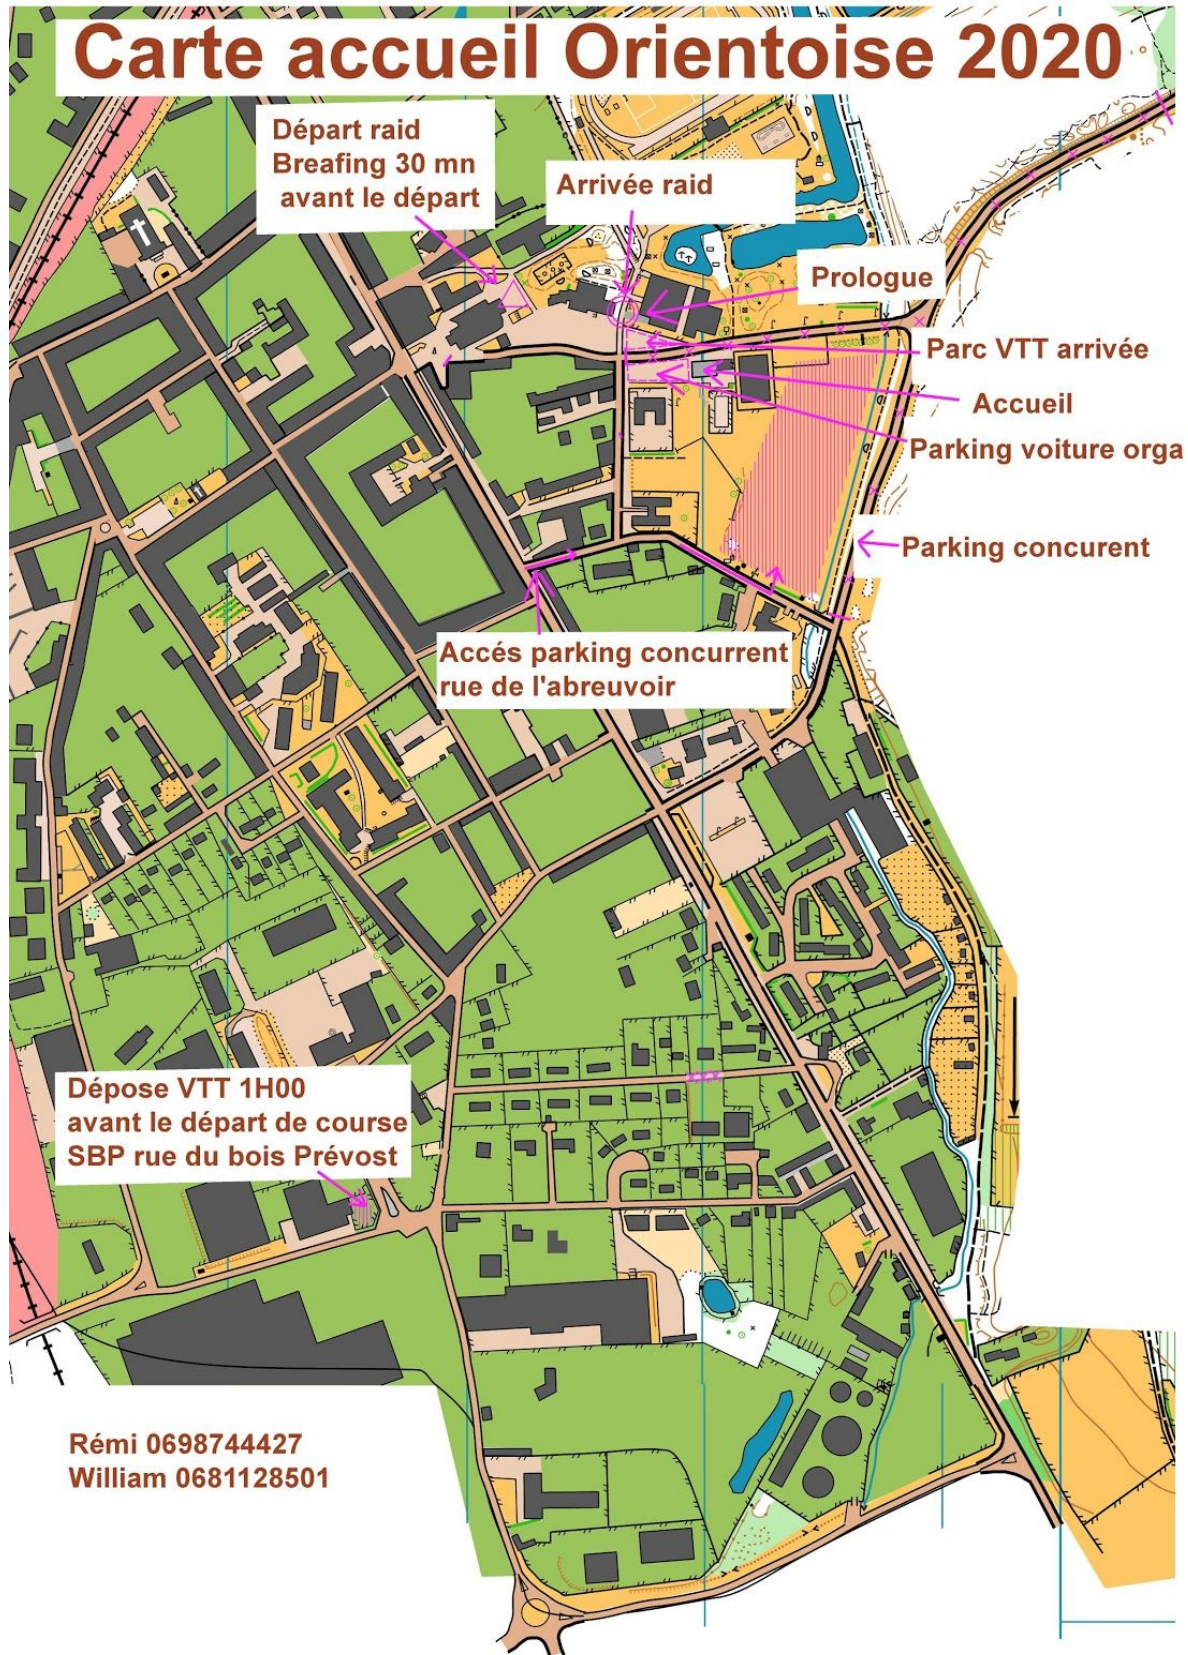 Carte accueil Orientoise 2020
Départ raid
Breafing 30 mn
avant le départ
Arrivée raid
Prologue
Parc VTT arrivée
Accueil
Parking voiture orga
Parking concurent
Accés parking concurrent
rue de l'abreuvoir
Dépose VTT 1H00
avant le départ de course
SBP rue du bois Prévost
Rémi 0698744427
William 0681128501